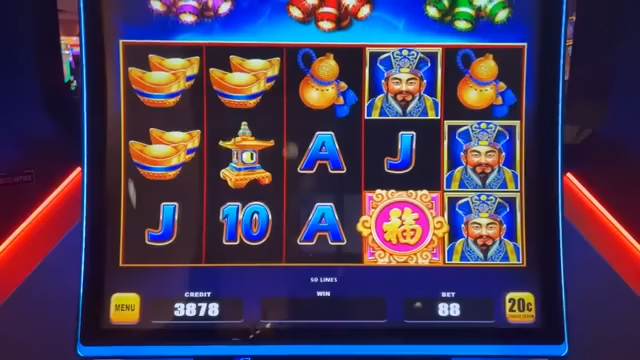 A J
J 10 A 福
50 LINES
MENU CREDIT WIN BET 20c
3878 88